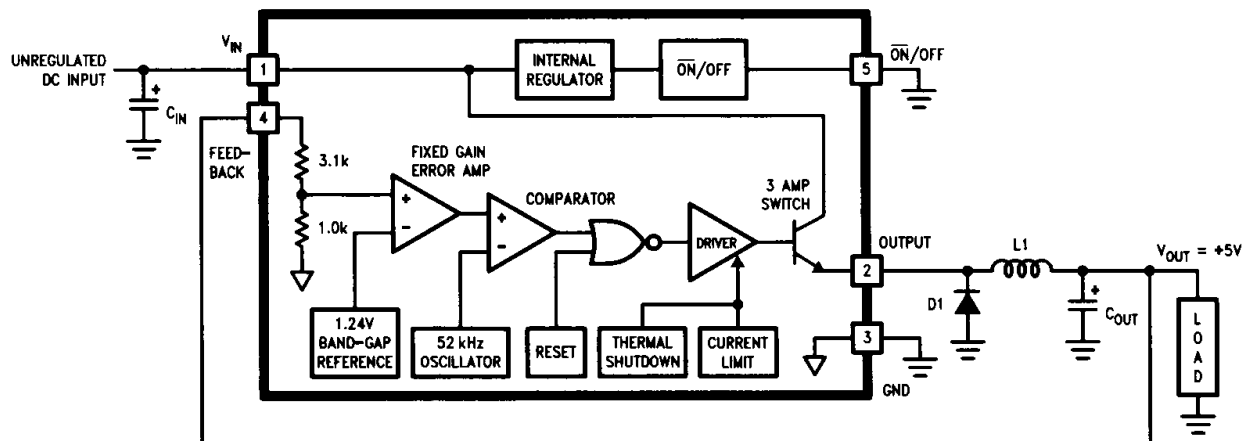 V_IN
UNREGULATED
DC INPUT
1
+
C_IN
4
FEED-
BACK
INTERNAL
REGULATOR
O̅N̅/OFF
5
O̅N̅/OFF
3.1k
1.0k
FIXED GAIN
ERROR AMP
+
-
COMPARATOR
+
-
DRIVER
3 AMP
SWITCH
OUTPUT
2
L1
D1
+
C_OUT
V_OUT = +5V
LOAD
1.24V
BAND-GAP
REFERENCE
52 kHz
OSCILLATOR
RESET
THERMAL
SHUTDOWN
CURRENT
LIMIT
3
GND